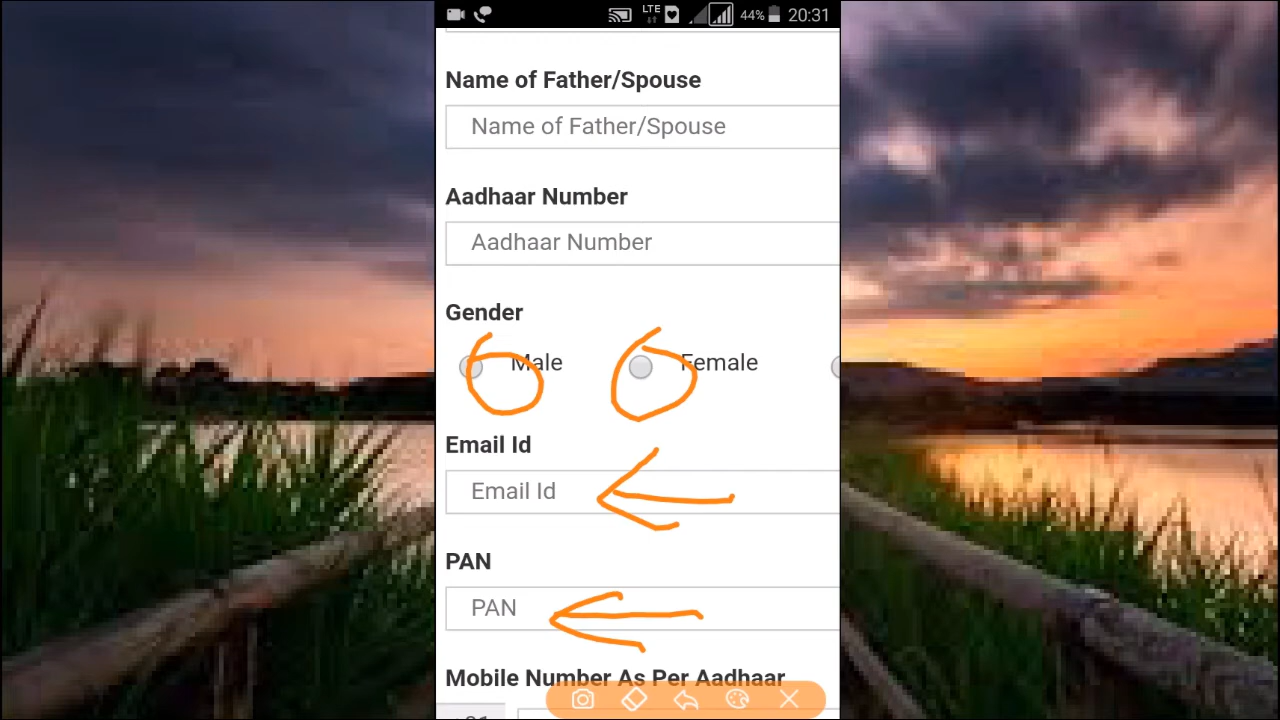 LTE 44% 20:31
Name of Father/Spouse
Name of Father/Spouse
Aadhaar Number
Aadhaar Number
Gender
Male Female
Email Id
Email Id
PAN
PAN
Mobile Number As Per Aadhaar